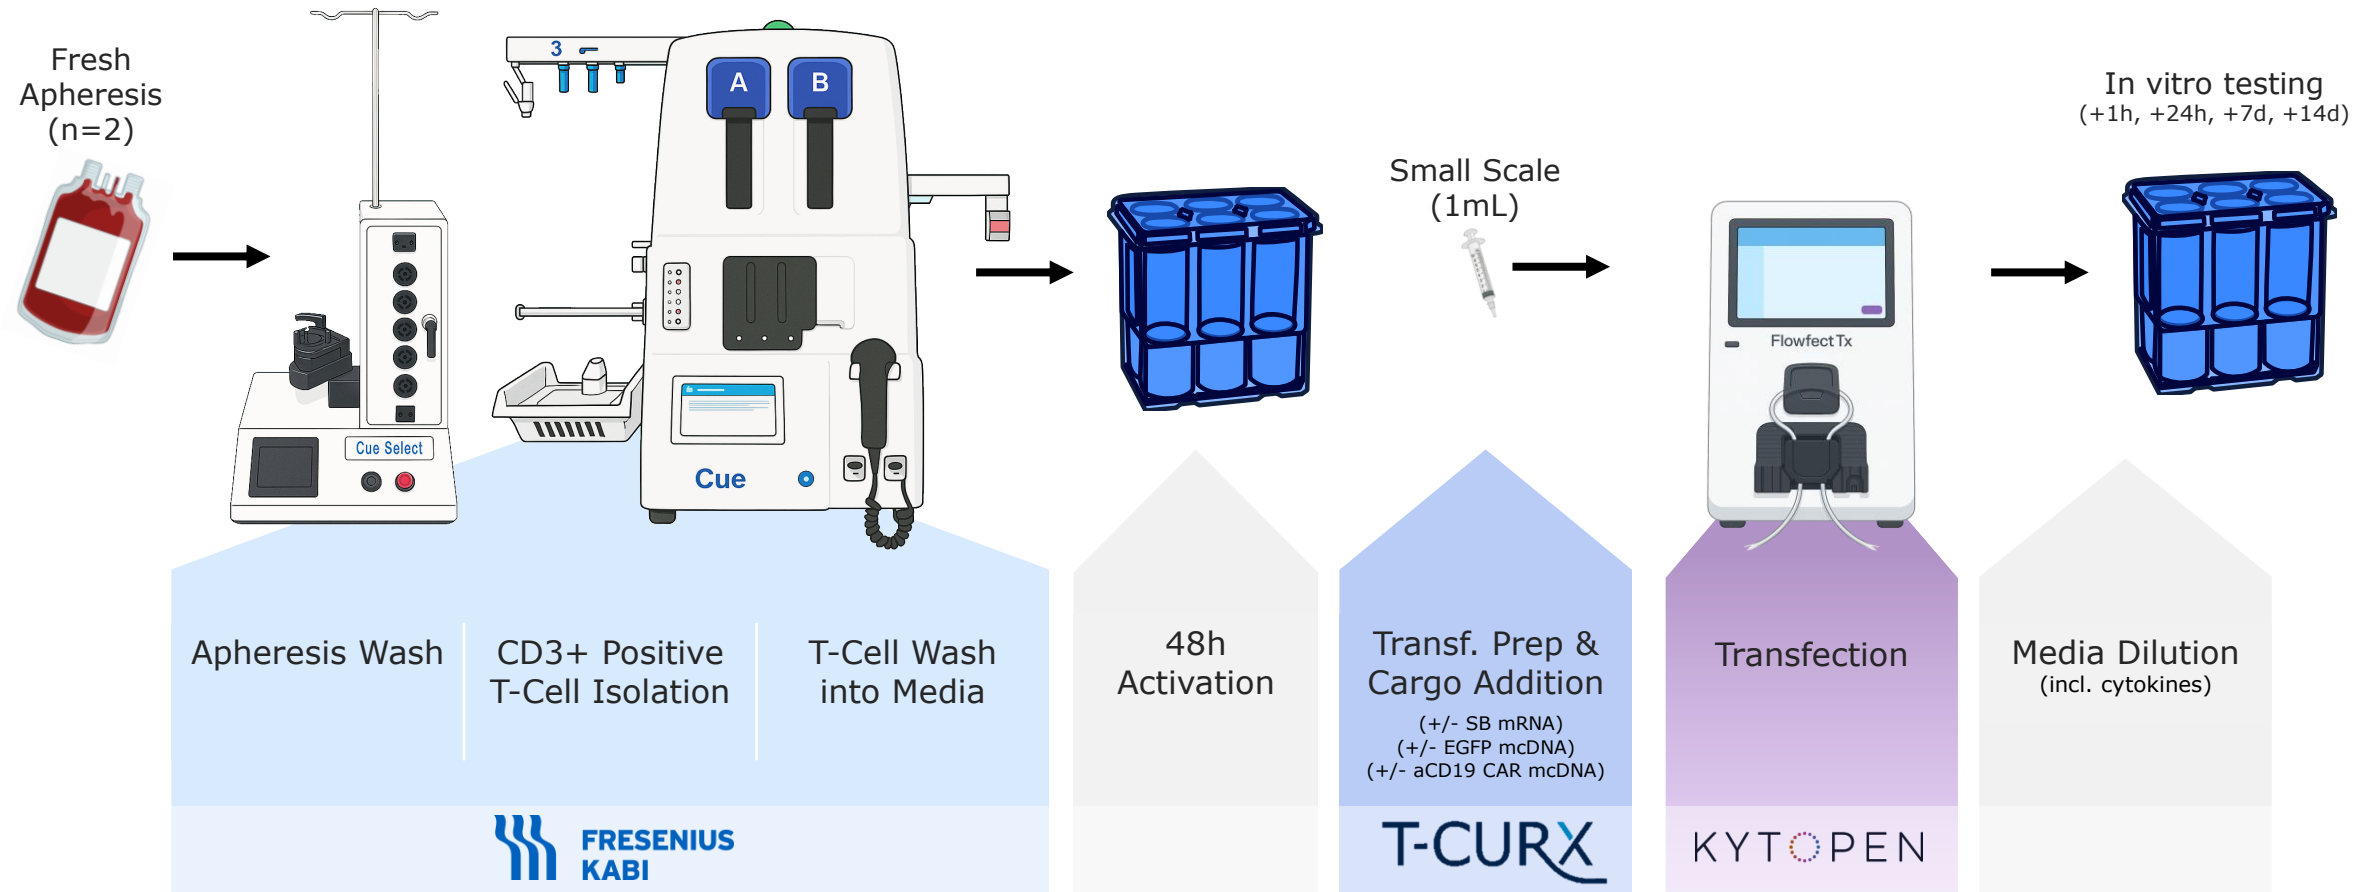 Fresh
Apheresis
(n=2)
3
A
B
Cue Select
Cue
Small Scale
(1mL)
Flowfect Tx
In vitro testing
(+1h, +24h, +7d, +14d)
Apheresis Wash
CD3+ Positive
T-Cell Isolation
T-Cell Wash
into Media
48h
Activation
Transf. Prep &
Cargo Addition
(+/- SB mRNA)
(+/- EGFP mcDNA)
(+/- aCD19 CAR mcDNA)
Transfection
Media Dilution
(incl. cytokines)
FRESENIUS
KABI
T-CURX
KYTOPEN